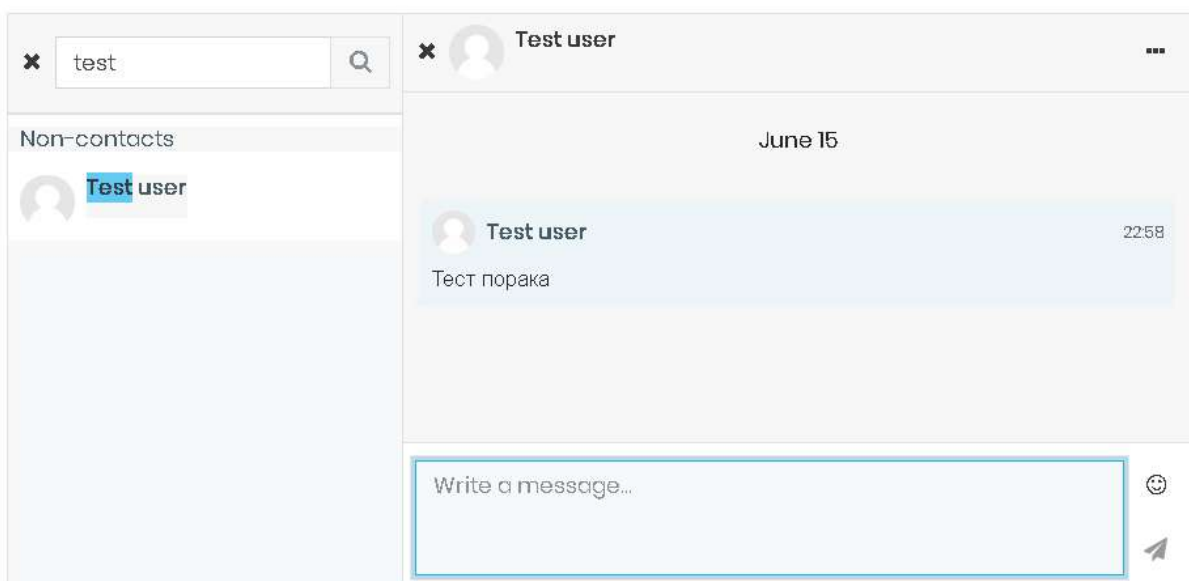 test
Non-contacts
Test user
Test user
June 15
Test user
22:58
Тест порака
Write a message...